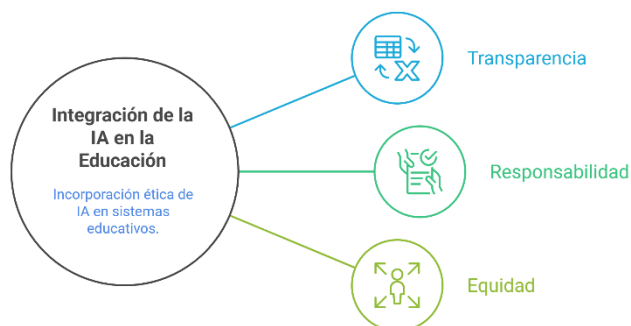 Integración de la
IA en la
Educación
Incorporación ética de
IA en sistemas
educativos.
Transparencia
Responsabilidad
Equidad